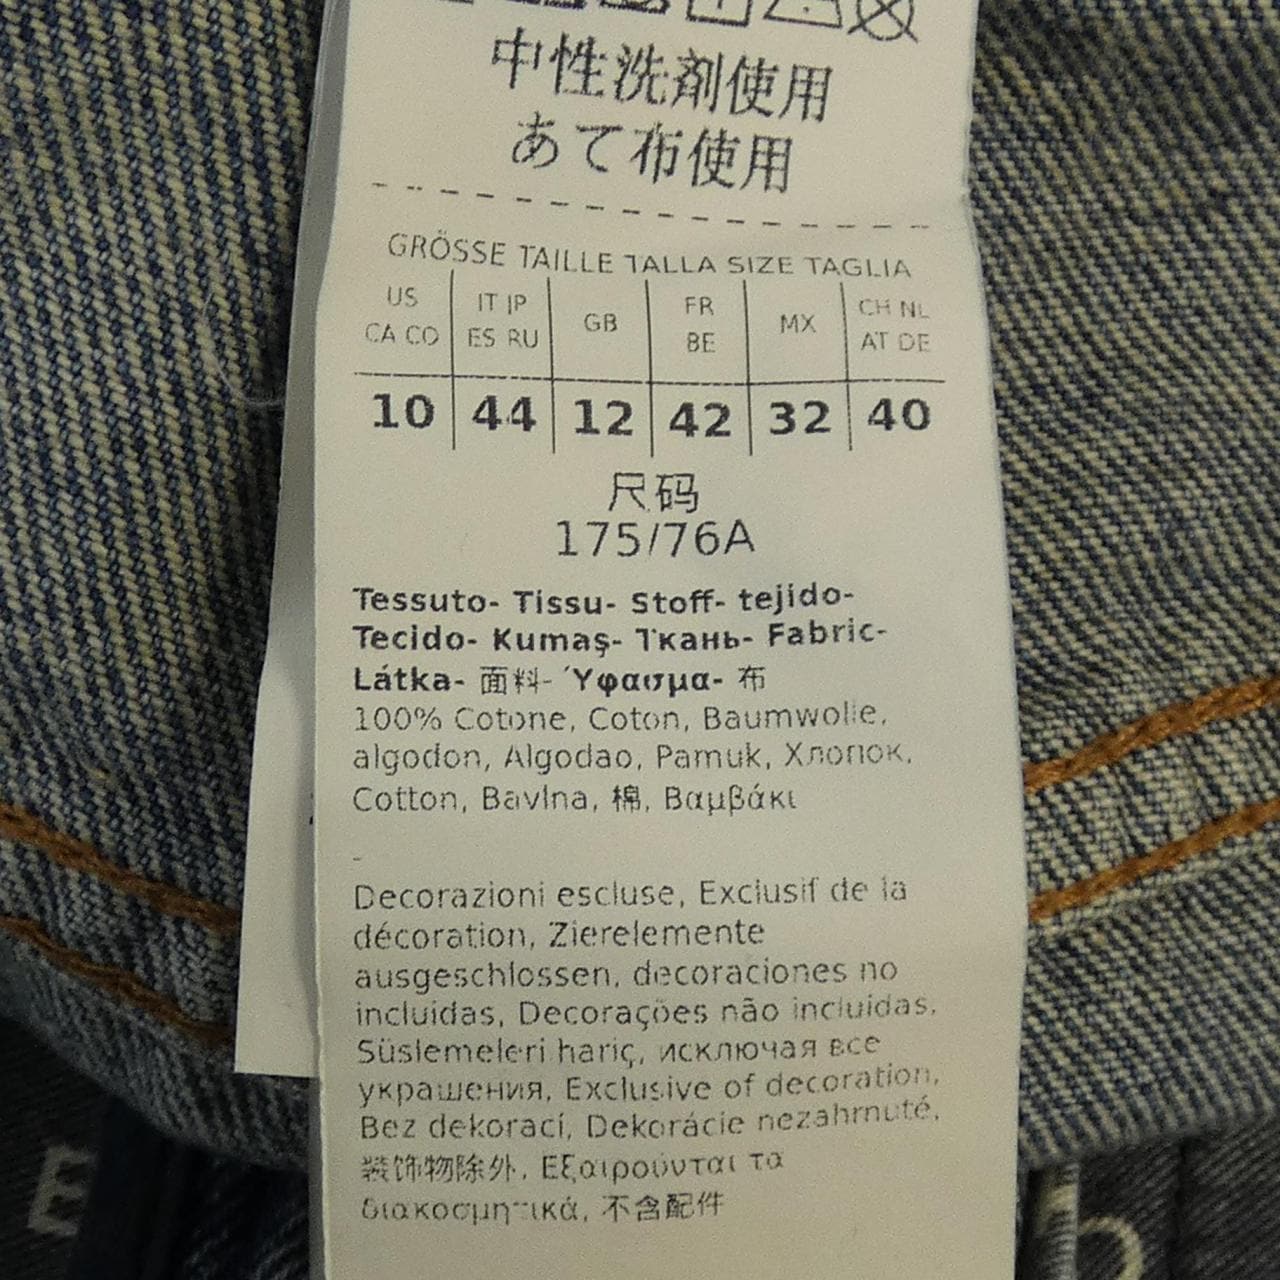 中性洗剤使用
あて布使用
GRÖSSE TAILLE TALLA SIZE TAGLIA
US CA CO IT JP ES RU GB FR BE MX CH NL AT DE
10 44 12 42 32 40
尺码
175/76A
Tessuto- Tissu- Stoff- tejido-
Tecido- Kumaş- Ткань- Fabric-
Látka- 面料- Ύφασμα- 布
100% Cotone, Coton, Baumwolle,
algodon, Algodao, Pamuk, Хлопок,
Cotton, Bavlna, 棉, Βαμβάκι
-
Decorazioni escluse, Exclusif de la
décoration, Zierelemente
ausgeschlossen, decoraciones no
incluidas, Decorações não incluidas,
Süslemeleri hariç, исключая все
украшения, Exclusive of decoration,
Bez dekorací, Dekorácie nezahrnuté,
装饰物除外, Εξαιρούνται τα
διακοσμητικά, 不含配件